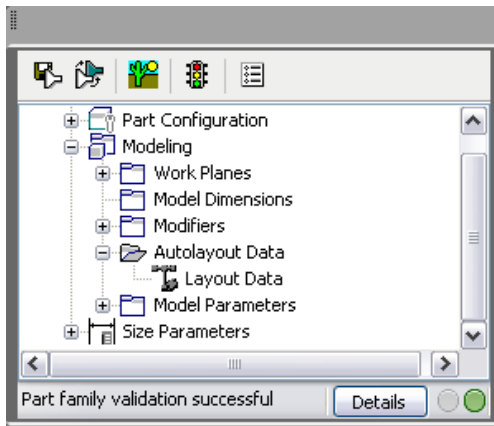 Part Configuration
Modeling
Work Planes
Model Dimensions
Modifiers
Autolayout Data
Layout Data
Model Parameters
Size Parameters
Part family validation successful Details